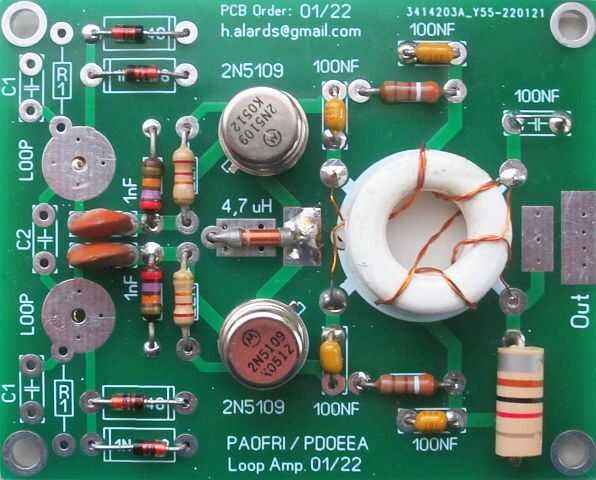 PCB Order: 01/22
h.alards@gmail.com
3414203A_Y55-220121
100NF
C1
R1
2N5109
100NF
100NF
2N5109
K0512
LOOP
1nF
4,7 uH
C2
1nF
LOOP
2N5109
K0512
Out
C1
R1
2N5109
100NF
100NF
1N
PA0FRI / PD0EEA
Loop Amp. 01/22